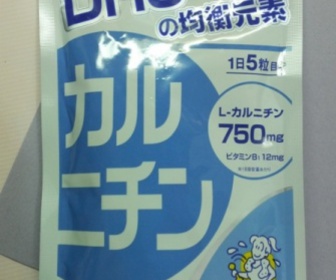 DHC
の均衡元素
1日5粒目安
カル
ニチン
L-カルニチン
750mg
ビタミンB1 12mg